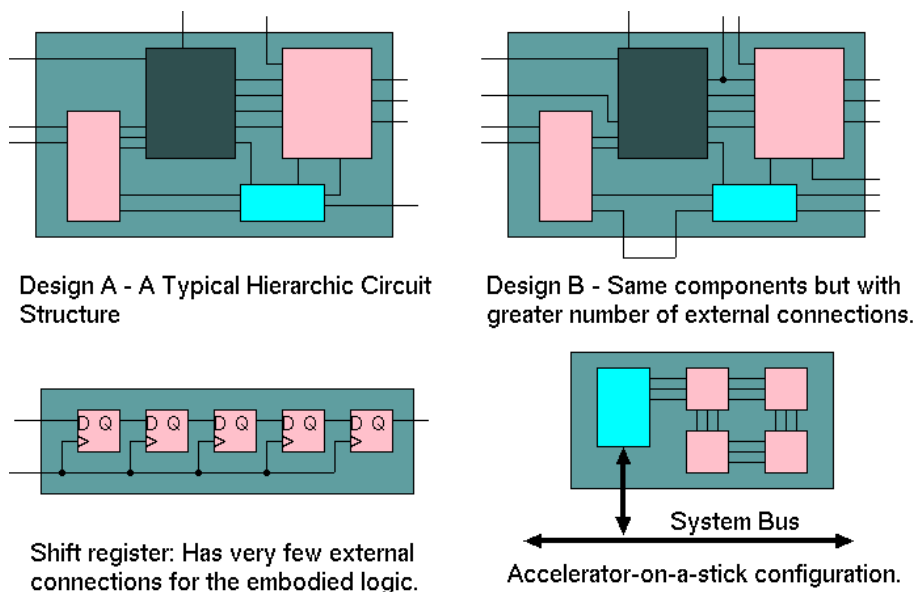 Design A - A Typical Hierarchic Circuit
Structure
Design B - Same components but with
greater number of external connections.
D Q D Q D Q D Q D Q
Shift register: Has very few external
connections for the embodied logic.
System Bus
Accelerator-on-a-stick configuration.